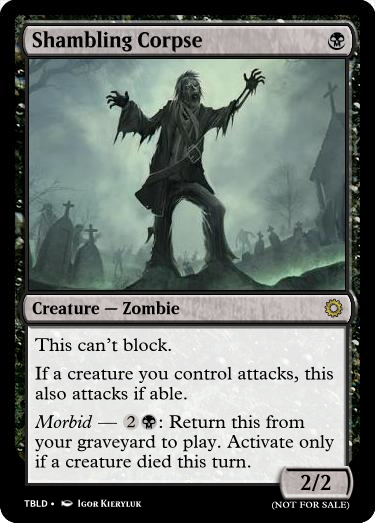 Shambling Corpse
Creature — Zombie
This can't block.
If a creature you control attacks, this
also attacks if able.
Morbid — 2: Return this from
your graveyard to play. Activate only
if a creature died this turn.
2/2
TBLD • Igor Kieryluk
(NOT FOR SALE)